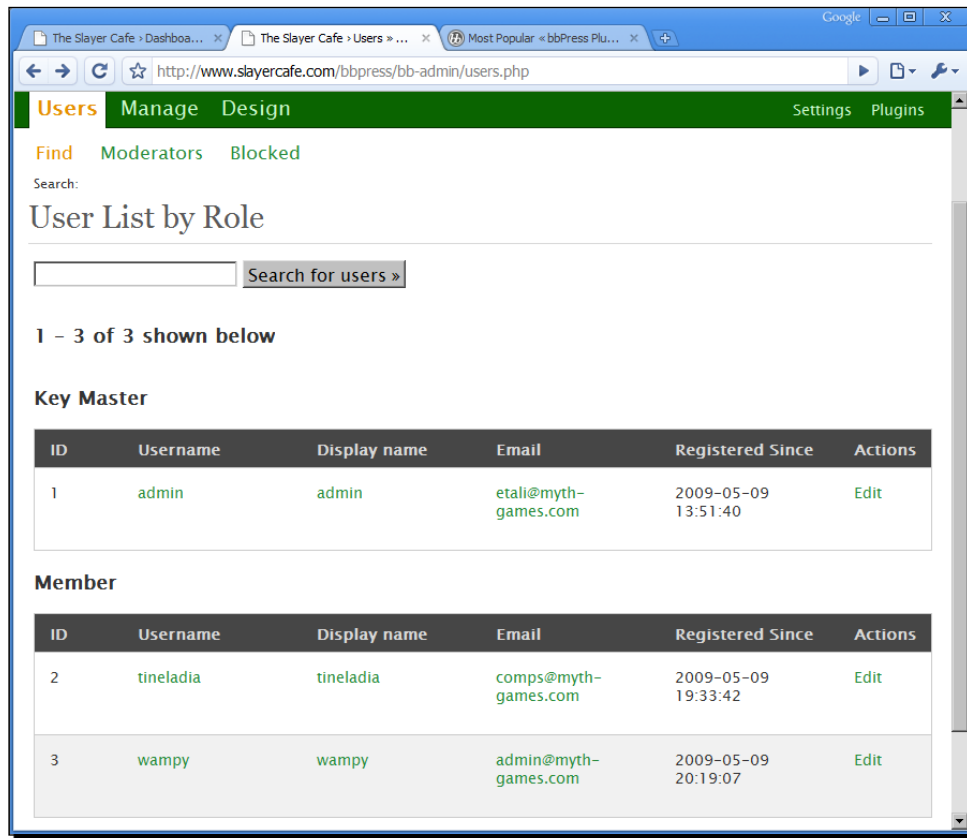 Google
The Slayer Cafe › Dashboa... The Slayer Cafe › Users » ... Most Popular « bbPress Plu...
http://www.slayercafe.com/bbpress/bb-admin/users.php
Users Manage Design Settings Plugins
Find Moderators Blocked
Search:
User List by Role
Search for users »
1 – 3 of 3 shown below
Key Master
ID Username Display name Email Registered Since Actions
1 admin admin etali@myth- 2009-05-09 Edit
games.com 13:51:40
Member
ID Username Display name Email Registered Since Actions
2 tineladia tineladia comps@myth- 2009-05-09 Edit
games.com 19:33:42
3 wampy wampy admin@myth- 2009-05-09 Edit
games.com 20:19:07